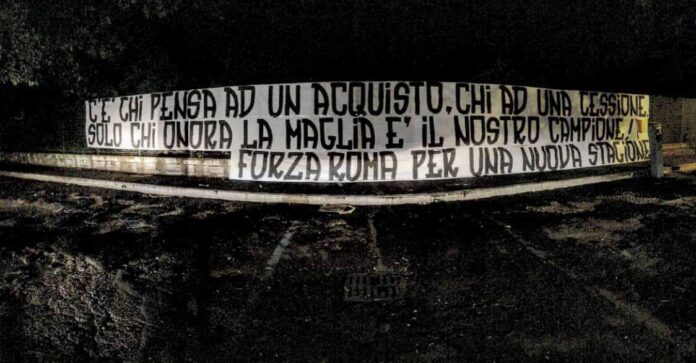 C'E' CHI PENSA AD UN ACQUISTO, CHI AD UNA CESSIONE,
SOLO CHI ONORA LA MAGLIA E' IL NOSTRO CAMPIONE!
FORZA ROMA PER UNA NUOVA STAGIONE